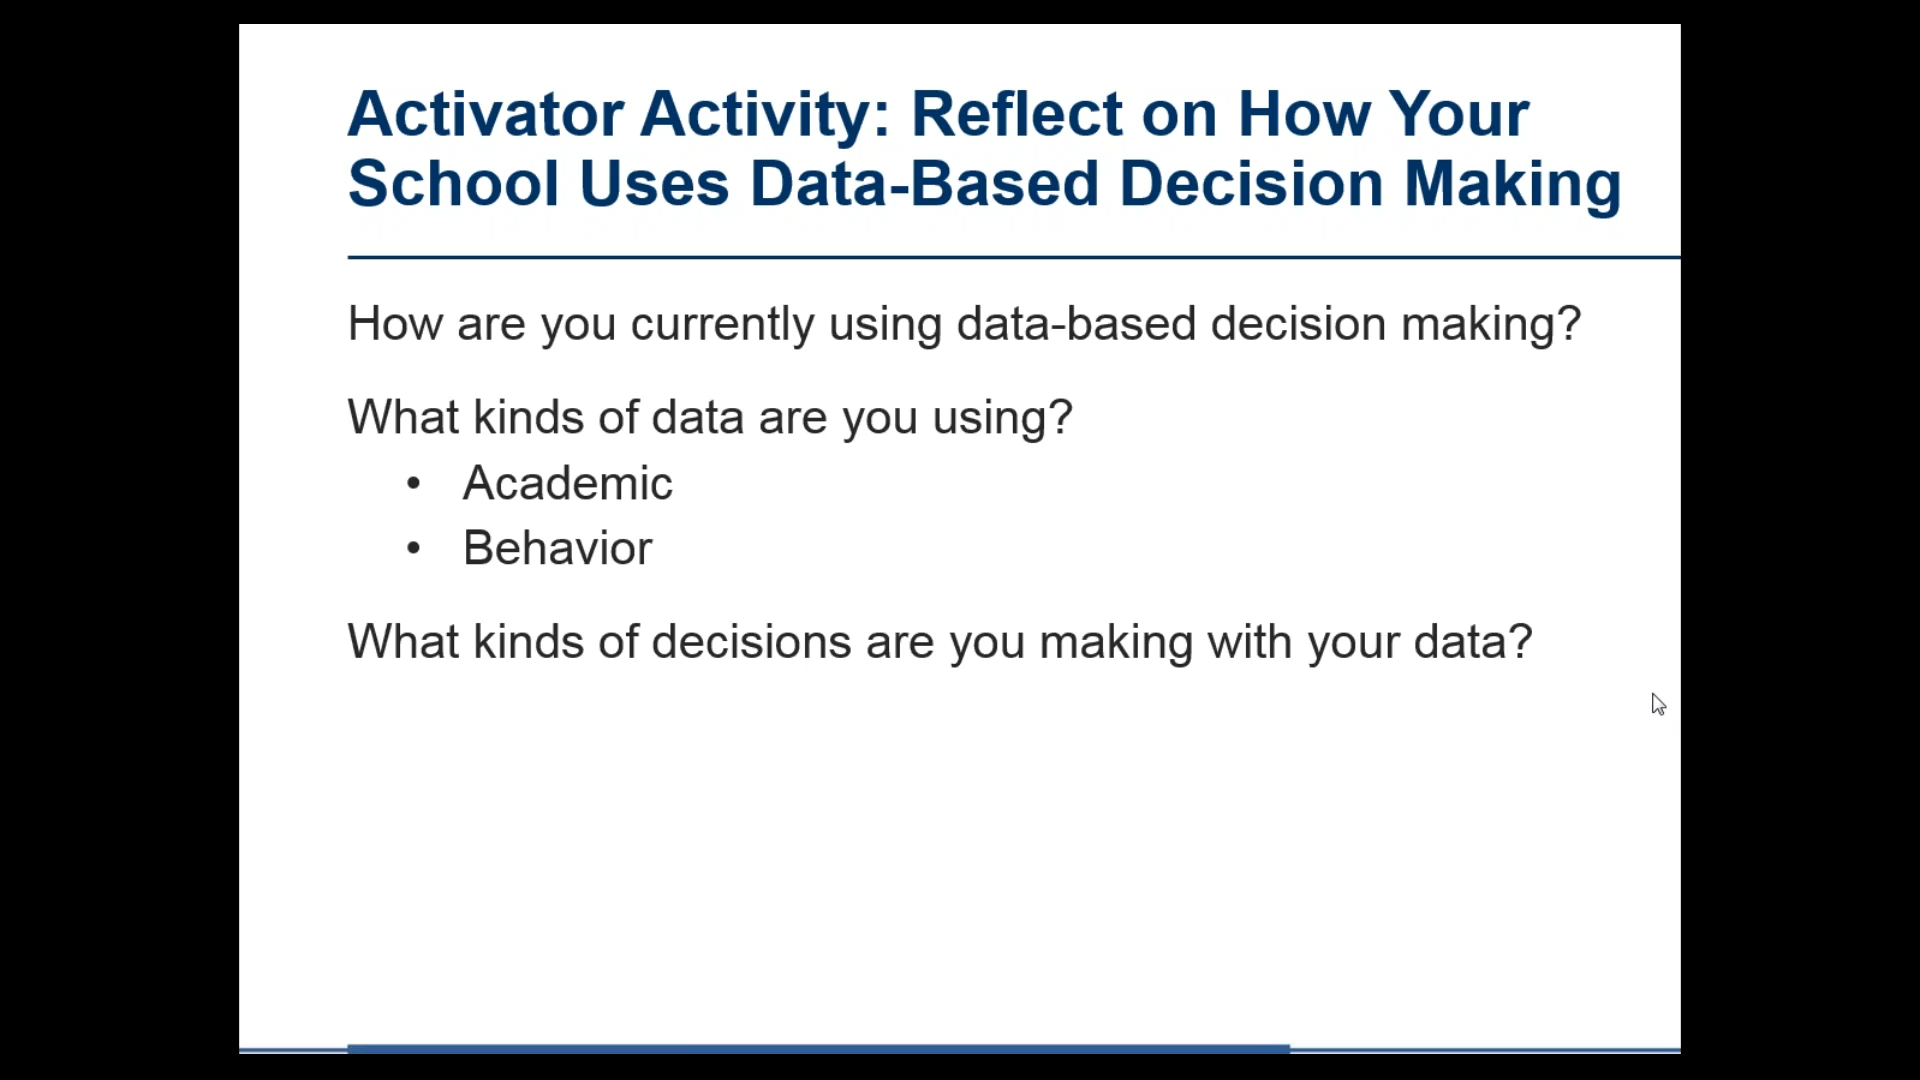 Activator Activity: Reflect on How Your
School Uses Data-Based Decision Making
How are you currently using data-based decision making?
What kinds of data are you using?
• Academic
• Behavior
What kinds of decisions are you making with your data?